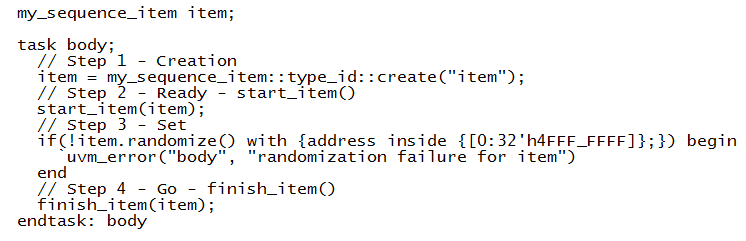 my_sequence_item item;
task body;
// Step 1 - Creation
item = my_sequence_item::type_id::create("item");
// Step 2 - Ready - start_item()
start_item(item);
// Step 3 - Set
if(!item.randomize() with {address inside {[0:32'h4FFF_FFFF]};}) begin
`uvm_error("body", "randomization failure for item")
end
// Step 4 - Go - finish_item()
finish_item(item);
endtask: body